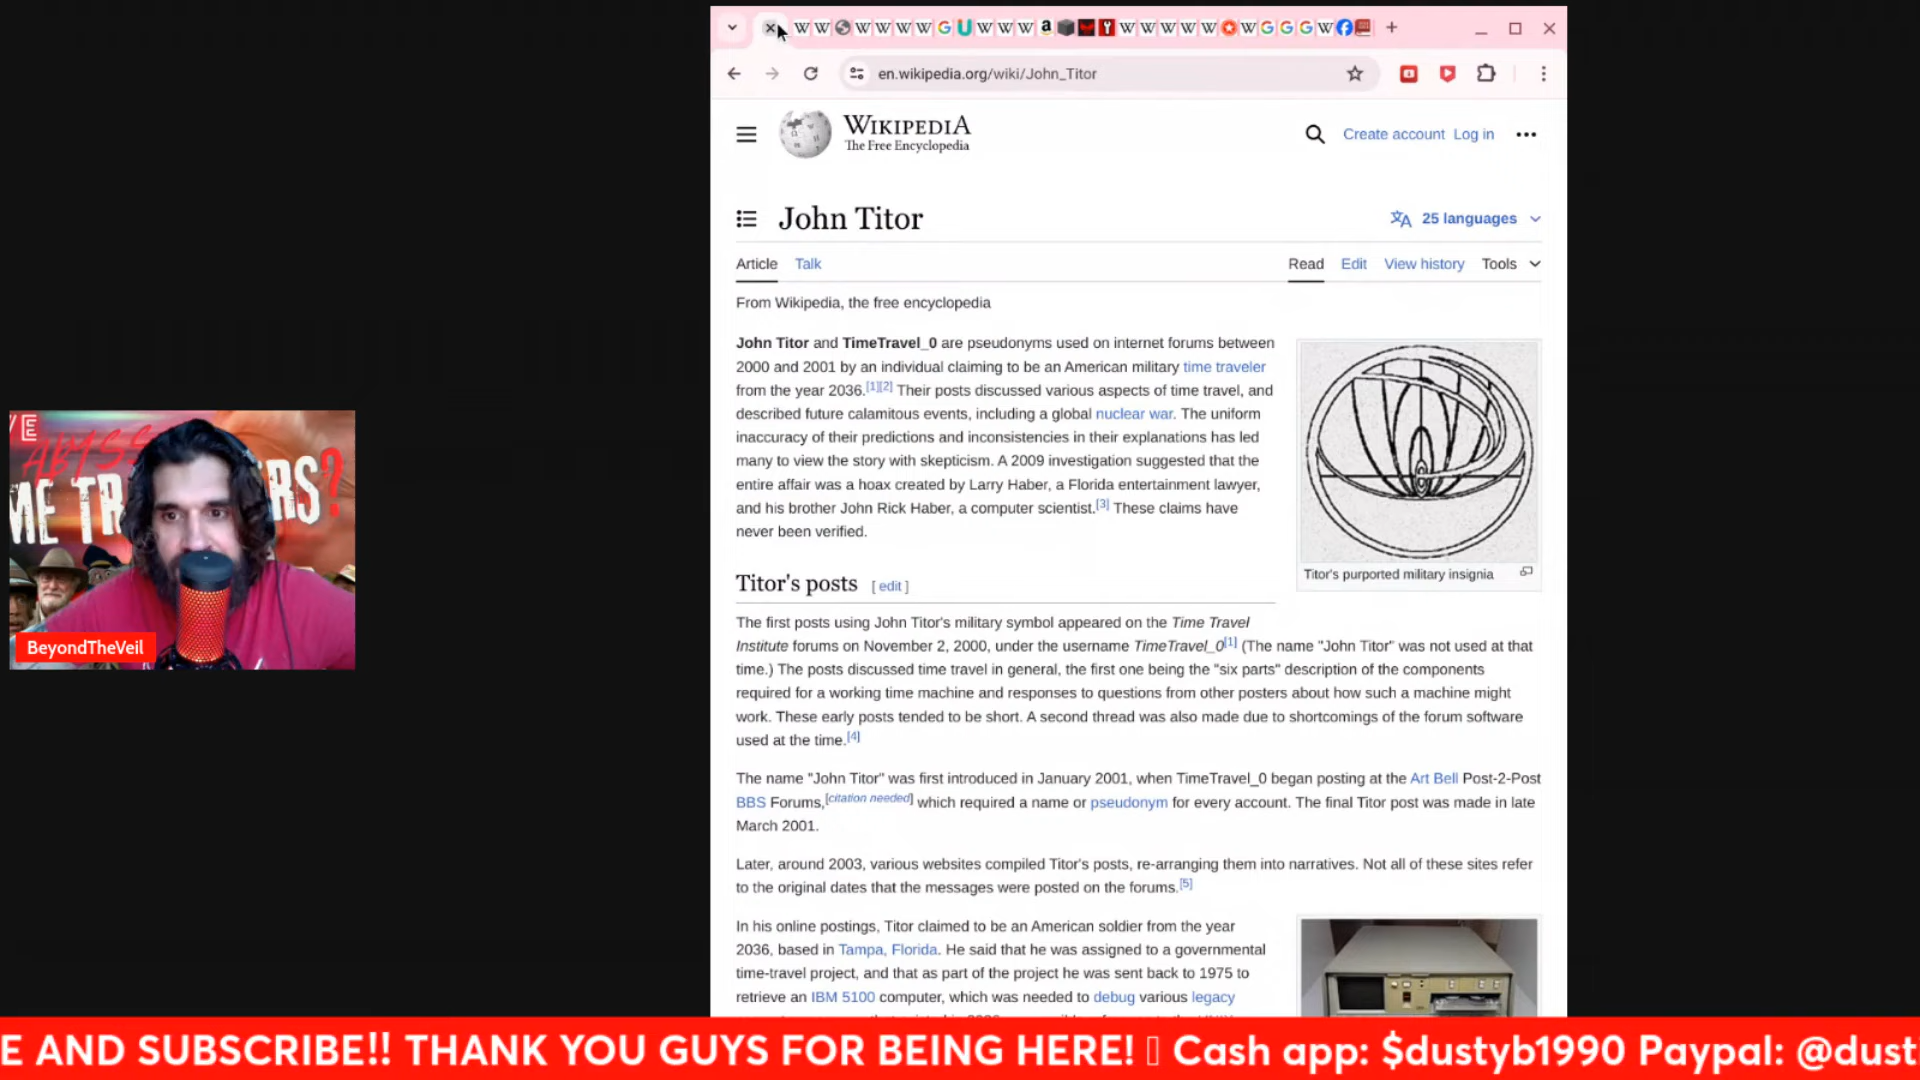 en.wikipedia.org/wiki/John_Titor
WIKIPEDIA
The Free Encyclopedia
Create account Log in
John Titor
25 languages
Article Talk
Read Edit View history Tools
From Wikipedia, the free encyclopedia
John Titor and TimeTravel_0 are pseudonyms used on internet forums between
2000 and 2001 by an individual claiming to be an American military time traveler
from the year 2036.[1][2] Their posts discussed various aspects of time travel, and
described future calamitous events, including a global nuclear war. The uniform
inaccuracy of their predictions and inconsistencies in their explanations has led
many to view the story with skepticism. A 2009 investigation suggested that the
entire affair was a hoax created by Larry Haber, a Florida entertainment lawyer,
and his brother John Rick Haber, a computer scientist.[3] These claims have
never been verified.
Titor's purported military insignia
Titor's posts [ edit ]
The first posts using John Titor's military symbol appeared on the Time Travel
Institute forums on November 2, 2000, under the username TimeTravel_0[1] (The name "John Titor" was not used at that
time.) The posts discussed time travel in general, the first one being the "six parts" description of the components
required for a working time machine and responses to questions from other posters about how such a machine might
work. These early posts tended to be short. A second thread was also made due to shortcomings of the forum software
used at the time.[4]
The name "John Titor" was first introduced in January 2001, when TimeTravel_0 began posting at the Art Bell Post-2-Post
BBS Forums,[citation needed] which required a name or pseudonym for every account. The final Titor post was made in late
March 2001.
Later, around 2003, various websites compiled Titor's posts, re-arranging them into narratives. Not all of these sites refer
to the original dates that the messages were posted on the forums.[5]
In his online postings, Titor claimed to be an American soldier from the year
2036, based in Tampa, Florida. He said that he was assigned to a governmental
time-travel project, and that as part of the project he was sent back to 1975 to
retrieve an IBM 5100 computer, which was needed to debug various legacy
ABYSS
ME TR
ERS?
BeyondTheVeil
E AND SUBSCRIBE!! THANK YOU GUYS FOR BEING HERE! Cash app: $dustyb1990 Paypal: @dust